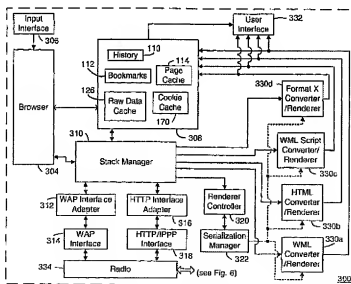 Input
Interface
306
Browser
304
History
110
112
Bookmarks
114
Page
Cache
126
Raw Data
Cache
Cookie
Cache
170
308
User
Interface
332
310
Stack Manager
330d
Format X
Converter
/Renderer
WML Script
Converter/
Renderer
330c
HTML
Converter
/Renderer
330b
330a
WML
Converter
/Renderer
312
WAP Interface
Adapter
HTTP Interface
Adapter
316
314
WAP
Interface
HTTP/IPPP
Interface
318
Renderer
Controller
320
Serialization
Manager
322
334
Radio
(see Fig. 6)
300